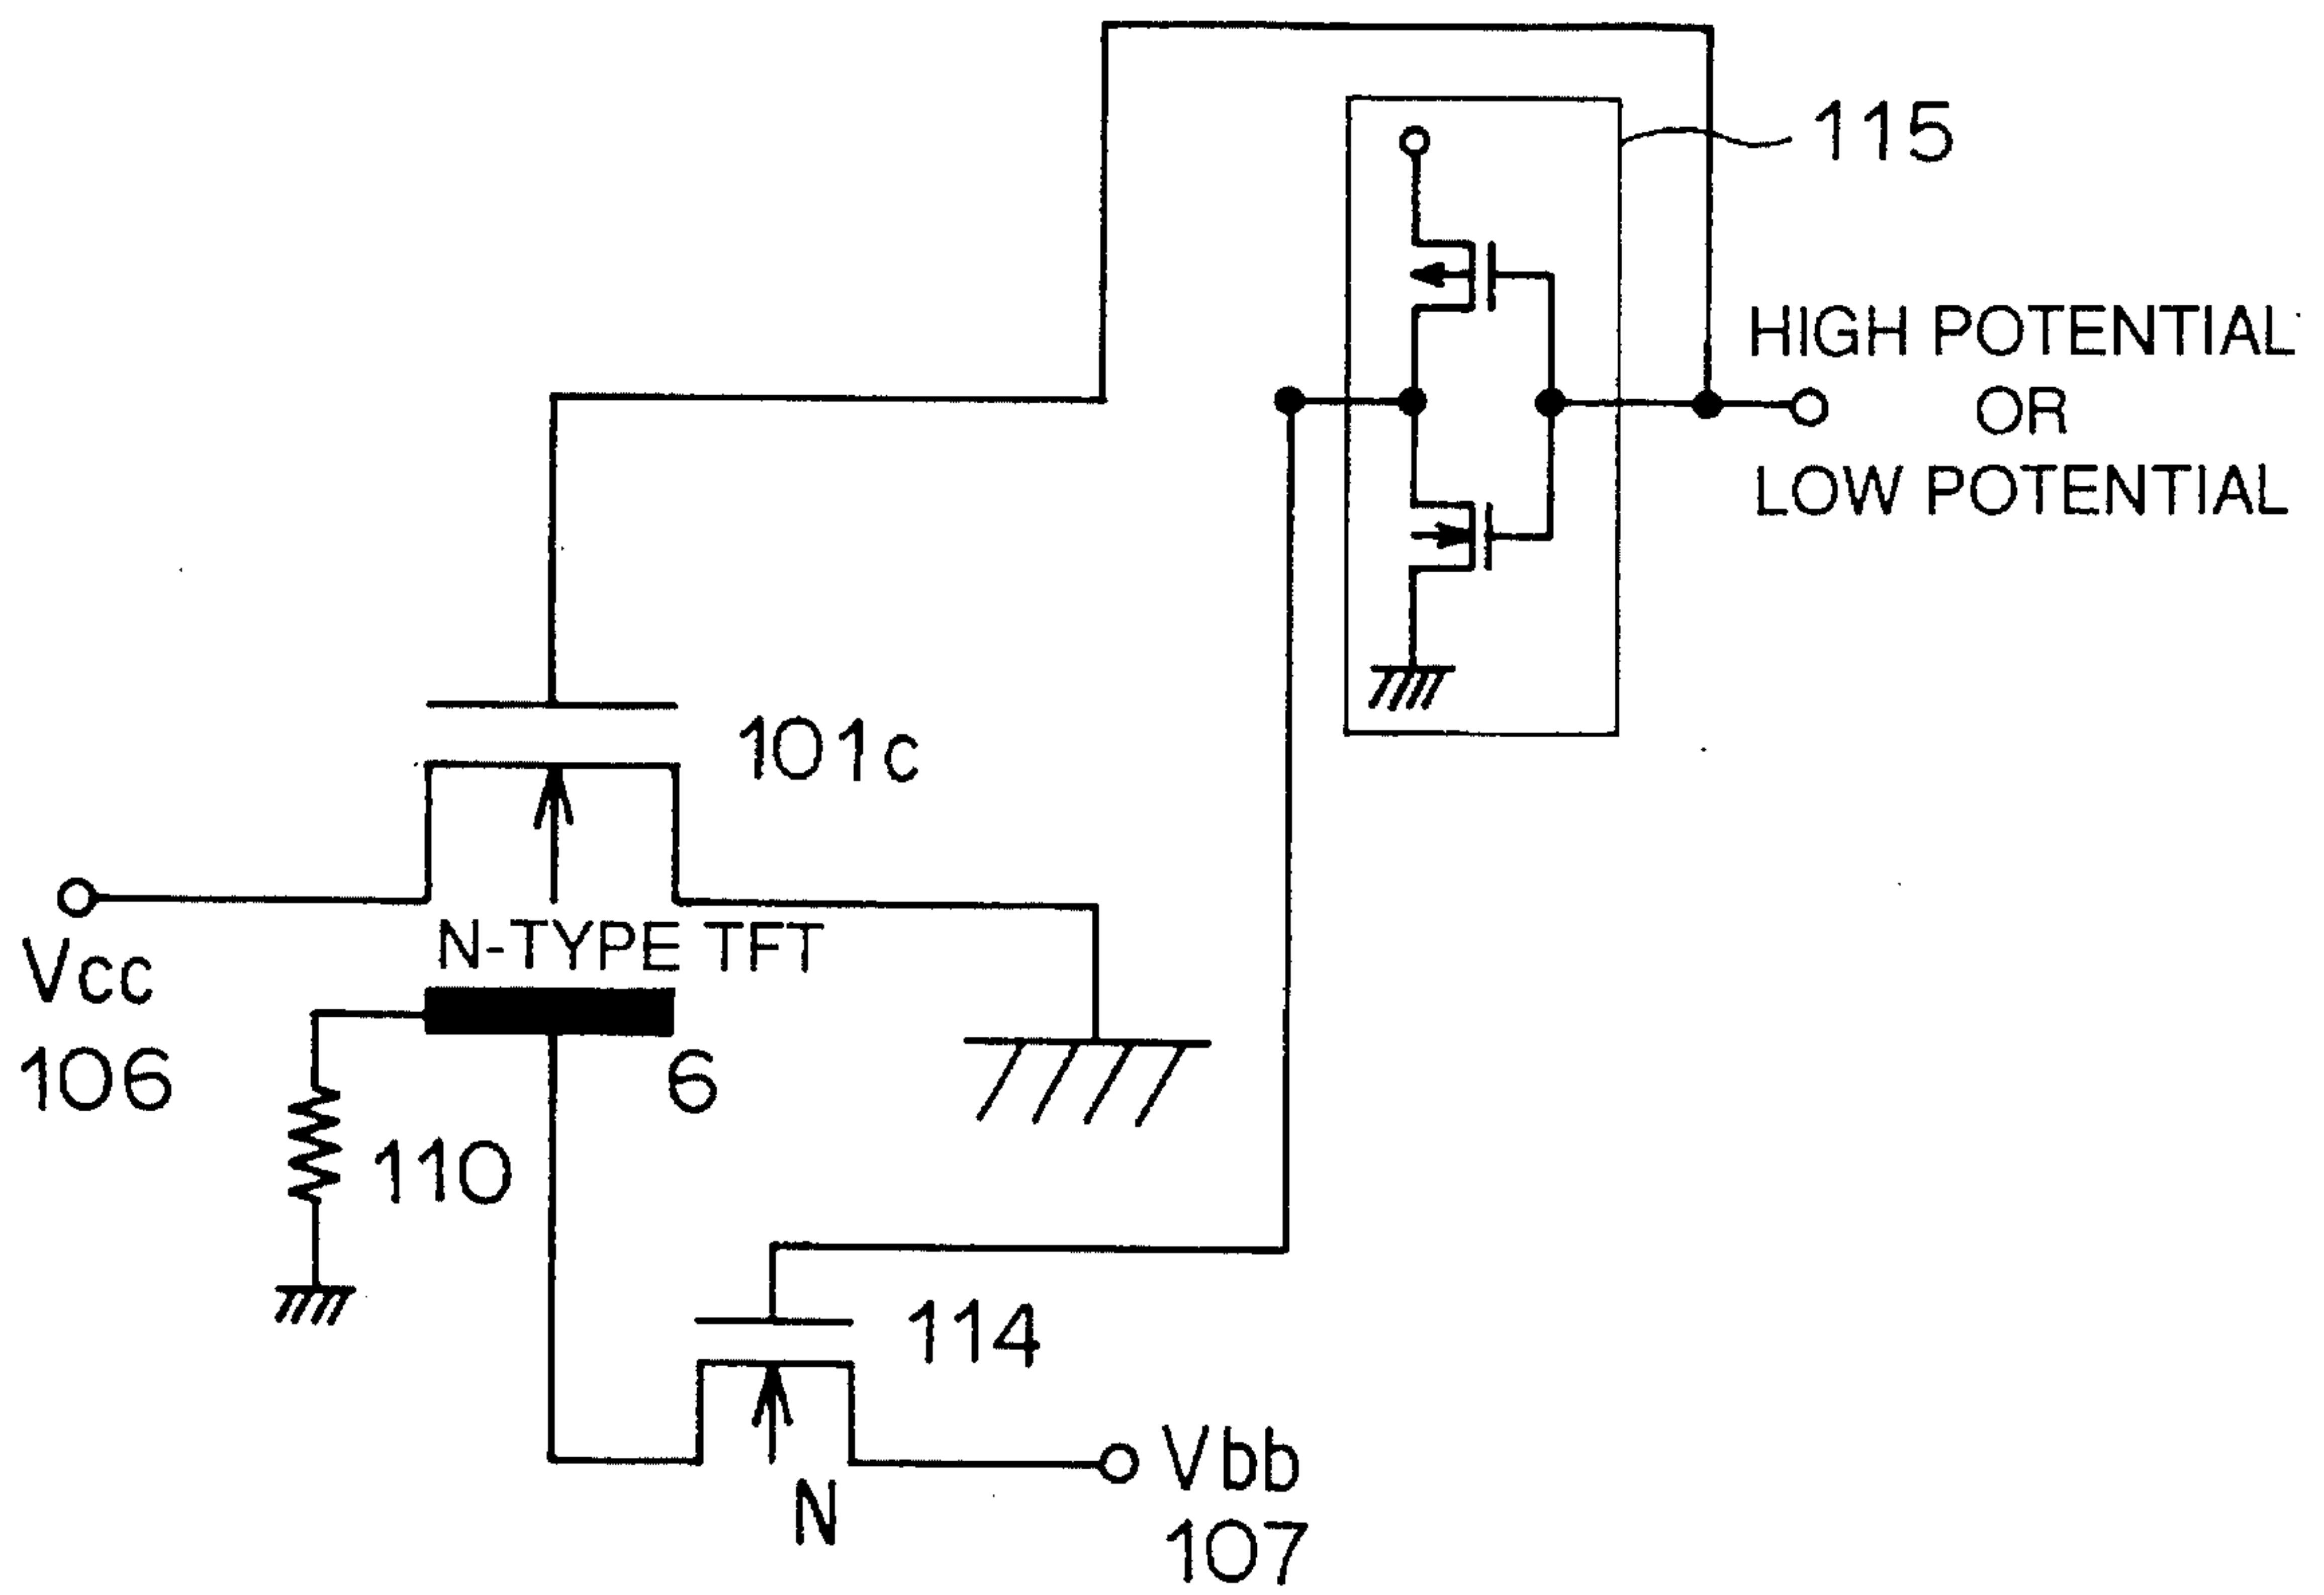 115
HIGH POTENTIAL
OR
LOW POTENTIAL
101c
N-TYPE TFT
Vcc
106
6
110
114
N
Vbb
107